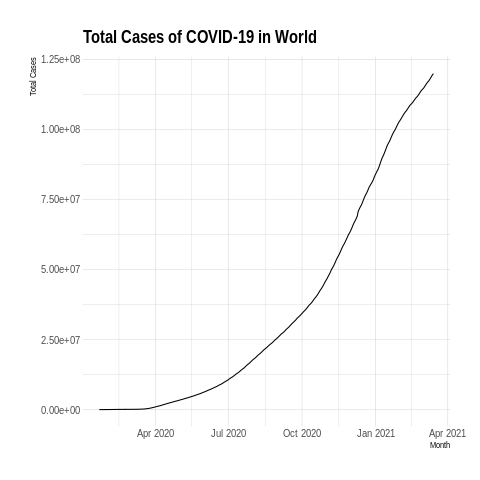 Total Cases of COVID-19 in World
Total Cases
1.25e+08
1.00e+08
7.50e+07
5.00e+07
2.50e+07
0.00e+00
Apr 2020 Jul 2020 Oct 2020 Jan 2021 Apr 2021
Month